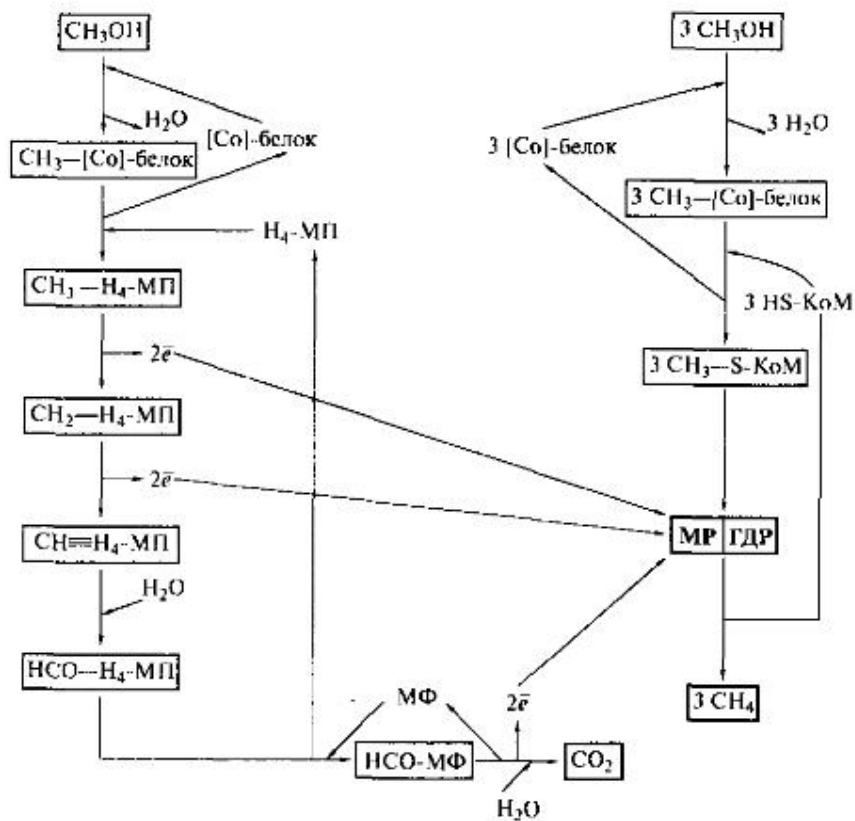 CH₃OH
H₂O
[Co]-белок
CH₃—[Co]-белок
H₄-МП
CH₃—H₄-МП
2ē
CH₂—H₄-МП
2ē
CH≡H₄-МП
H₂O
HCO—H₄-МП
МФ
HCO-МФ
H₂O
2ē
CO₂
3 CH₃OH
3 H₂O
3 [Co]-белок
3 CH₃—[Co]-белок
3 HS-КоМ
3 CH₃—S-КоМ
МР ГДР
3 CH₄